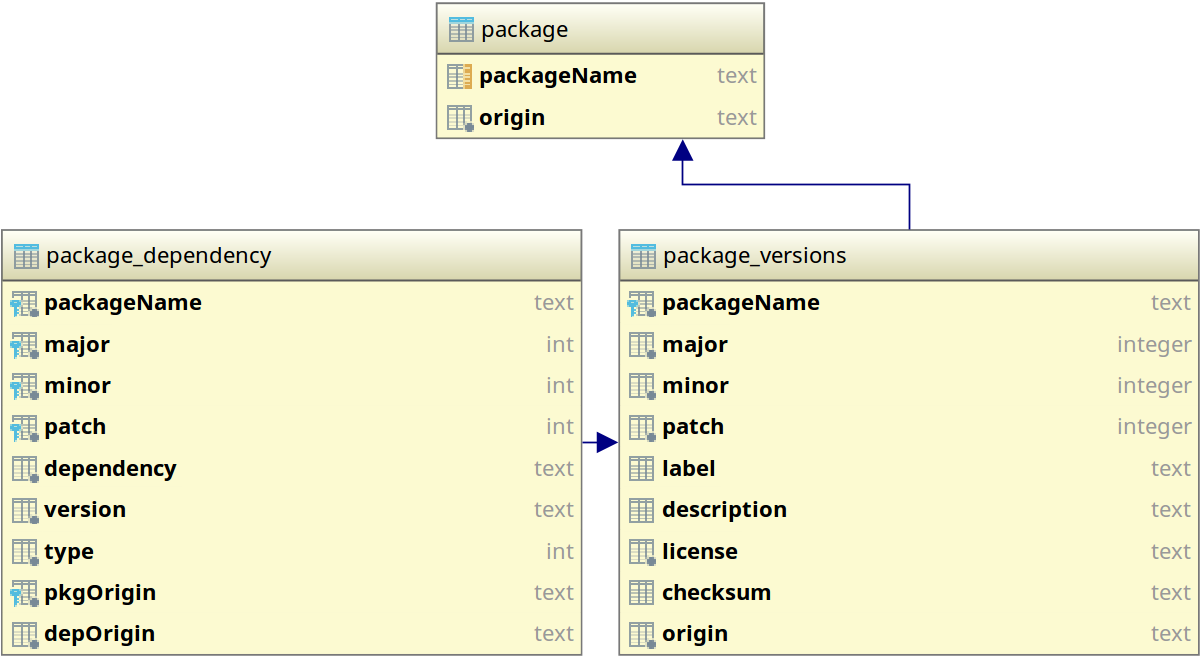 package
packageName text
origin text
package_dependency
packageName text
major int
minor int
patch int
dependency text
version text
type int
pkgOrigin text
depOrigin text
package_versions
packageName text
major integer
minor integer
patch integer
label text
description text
license text
checksum text
origin text